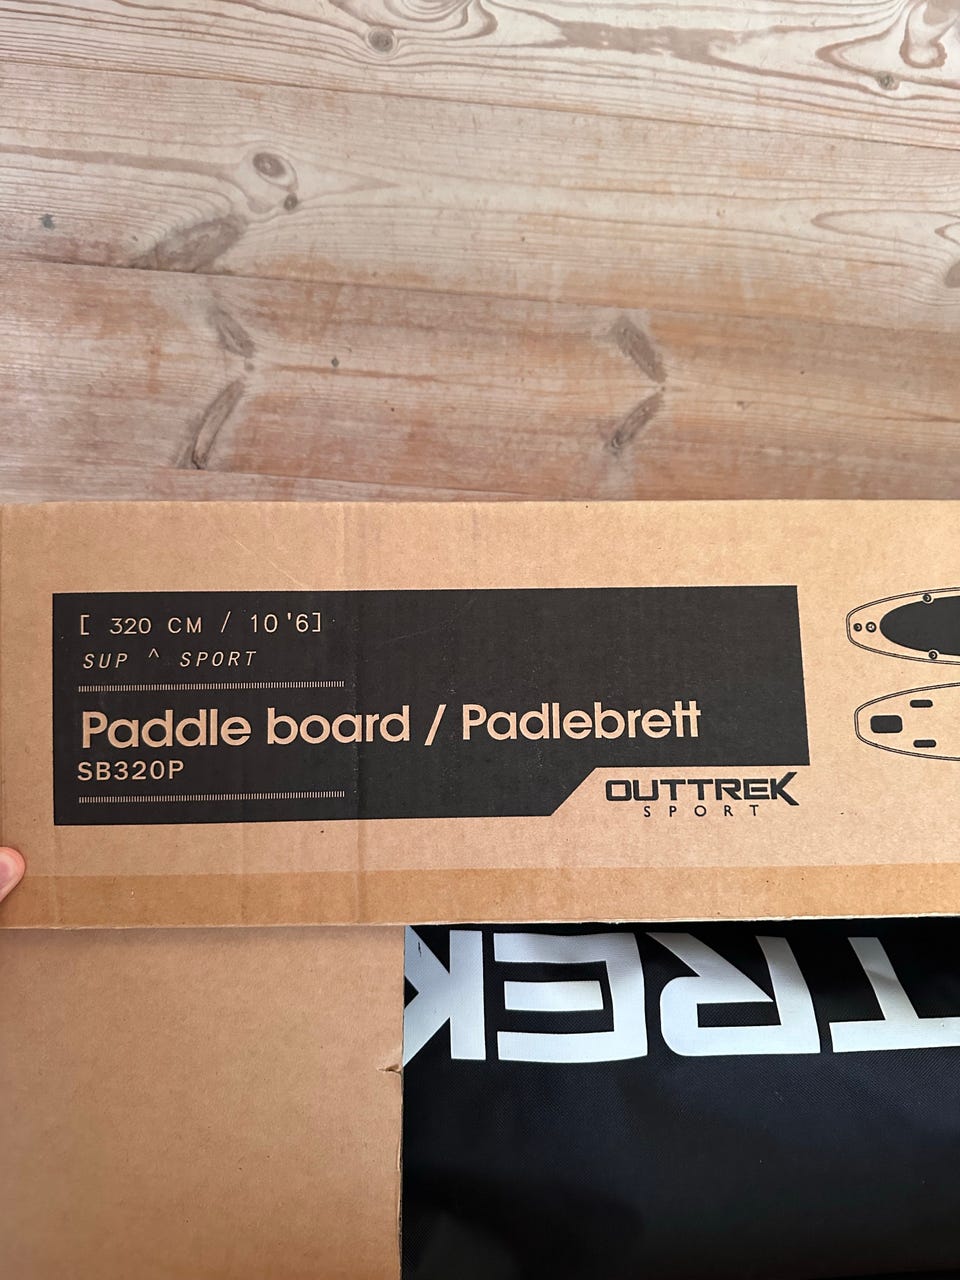 [ 320 CM / 10'6]
SUP ^ SPORT
Paddle board / Padlebrett
SB320P
OUTTREK
SPORT
TREK